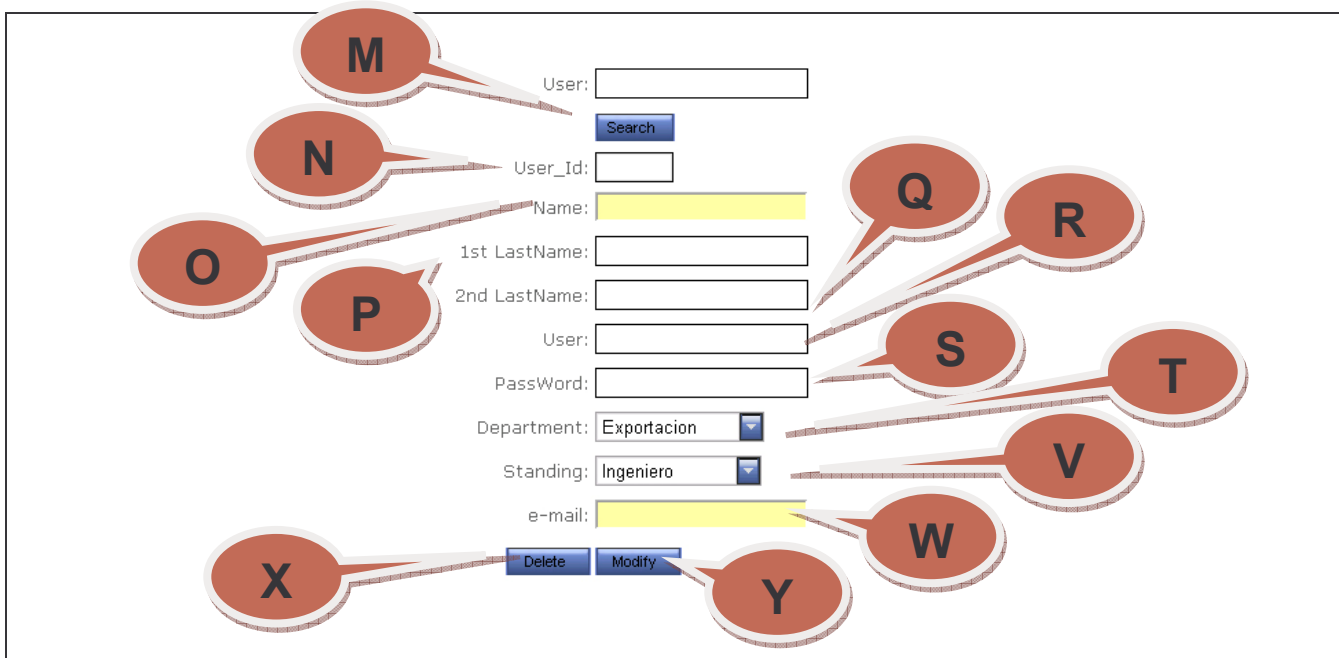 M
User:
Search
N
User_Id:
Q
Name:
R
O
1st LastName:
P
2nd LastName:
User:
S
PassWord:
T
Department: Exportacion
V
Standing: Ingeniero
e-mail:
W
X
Delete Modify
Y